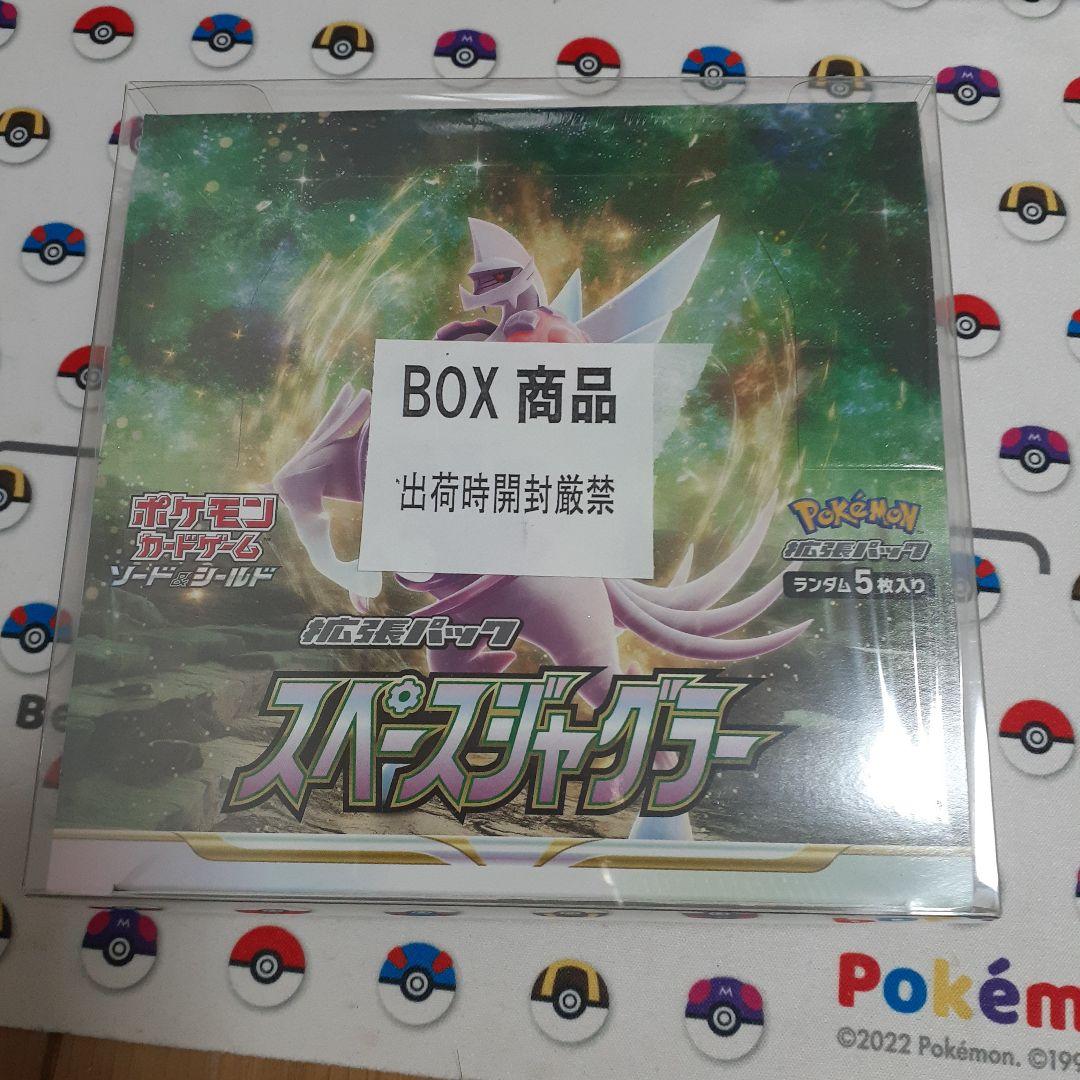 BOX 商品
出荷時開封厳禁
ポケモン
カードゲーム
ソード&シールド
Pokémon
拡張パック
ランダム5枚入り
拡張パック
スペースジャグラー
Be
Pokém
©2022 Pokémon. ©199